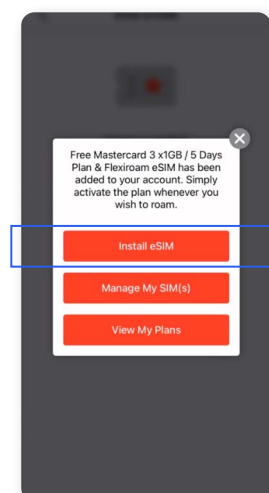 Free Mastercard 3 x1GB / 5 Days
Plan & Flexiroam eSIM has been
added to your account. Simply
activate the plan whenever you
wish to roam.
Install eSIM
Manage My SIM(s)
View My Plans